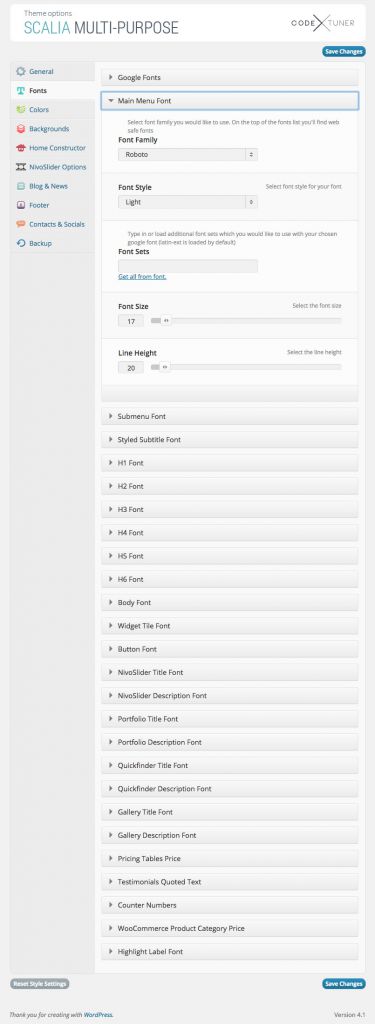 Theme options
SCALIA MULTI-PURPOSE
CODE X TUNER
Save Changes
General
Fonts
Colors
Backgrounds
Home Constructor
NivoSlider Options
Blog & News
Footer
Contacts & Socials
Backup
Google Fonts
Main Menu Font
Select font family you would like to use. On the top of the fonts list you'll find web
safe fonts
Font Family
Roboto
Font Style
Select font style for your font
Light
Type in or load additional font sets which you would like to use with your chosen
google font (latin-ext is loaded by default)
Font Sets
Get all from font.
Font Size
Select the font size
17
Line Height
Select the line height
20
Submenu Font
Styled Subtitle Font
H1 Font
H2 Font
H3 Font
H4 Font
H5 Font
H6 Font
Body Font
Widget Tile Font
Button Font
NivoSlider Title Font
NivoSlider Description Font
Portfolio Title Font
Portfolio Description Font
Quickfinder Title Font
Quickfinder Description Font
Gallery Title Font
Gallery Description Font
Pricing Tables Price
Testimonials Quoted Text
Counter Numbers
WooCommerce Product Category Price
Highlight Label Font
Reset Style Settings
Save Changes
Thank you for creating with WordPress.
Version 4.1